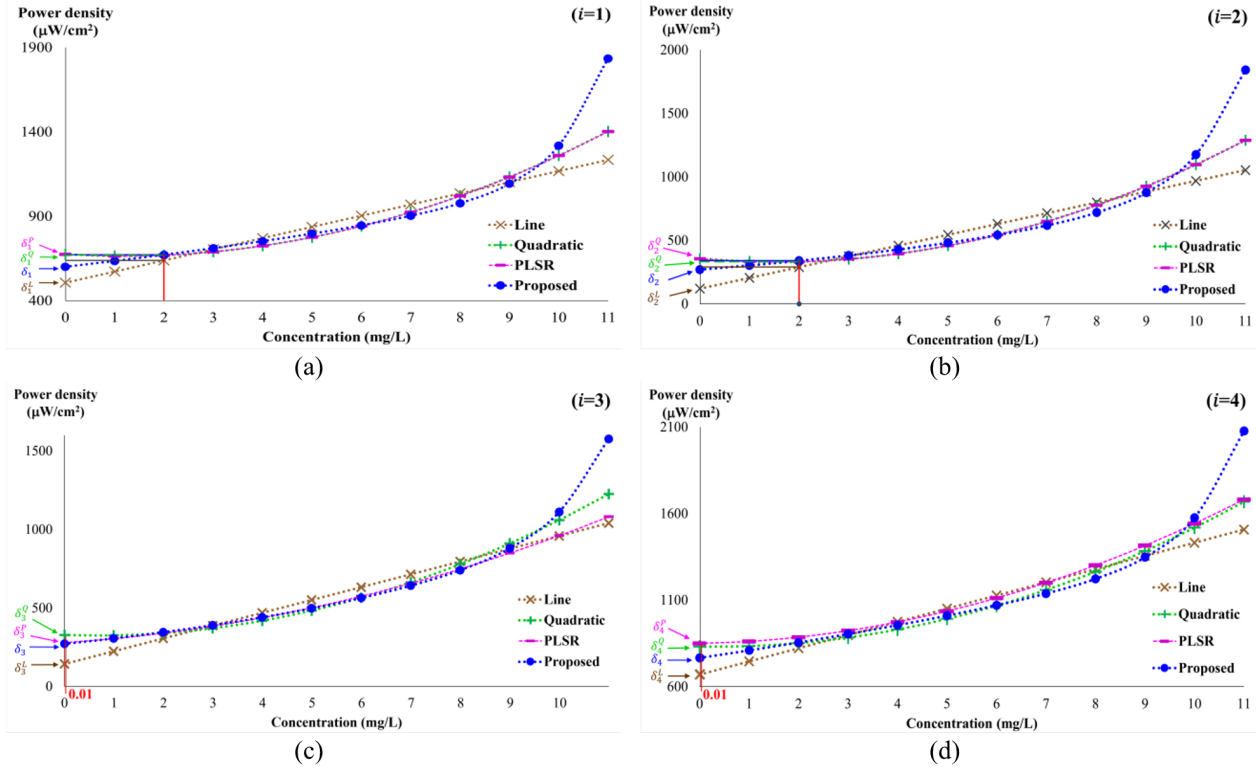 Power density
(μW/cm²)
(i=1)
1900
1400
900
400
δ₁ᴾ
δ₁Q
δ₁
δ₁ᴸ
Line
Quadratic
PLSR
Proposed
0 1 2 3 4 5 6 7 8 9 10 11
Concentration (mg/L)
(a)
Power density
(μW/cm²)
(i=2)
2000
1500
1000
500
0
δ₂Q
δ₂Q
δ₂
δ₂ᴸ
Line
Quadratic
PLSR
Proposed
0 1 2 3 4 5 6 7 8 9 10 11
Concentration (mg/L)
(b)
Power density
(μW/cm²)
(i=3)
1500
1000
500
0
δ₃Q
δ₃ᴾ
δ₃
δ₃ᴸ
Line
Quadratic
PLSR
Proposed
0.01
0 1 2 3 4 5 6 7 8 9 10 11
Concentration (mg/L)
(c)
Power density
(μW/cm²)
(i=4)
2100
1600
1100
600
δ₄ᴾ
δ₄Q
δ₄
δ₄ᴸ
Line
Quadratic
PLSR
Proposed
0.01
0 1 2 3 4 5 6 7 8 9 10 11
Concentration (mg/L)
(d)